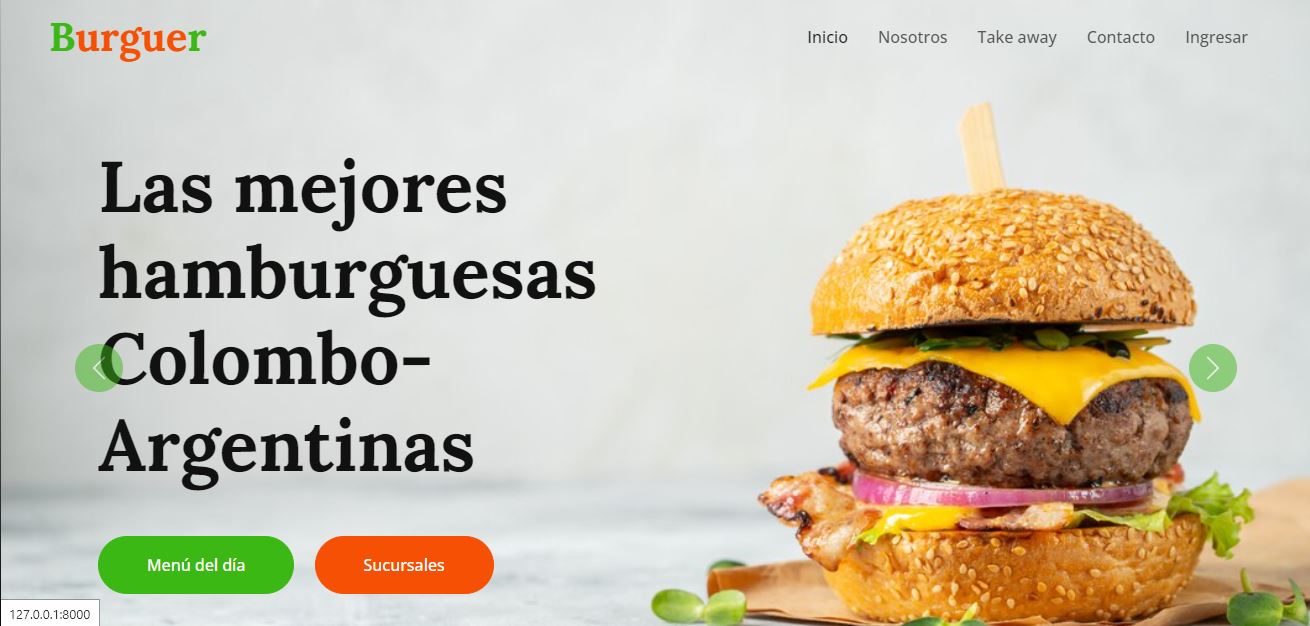 Burguer
Inicio Nosotros Take away Contacto Ingresar
Las mejores
hamburguesas
Colombo-
Argentinas
Menú del día Sucursales
127.0.0.1:8000